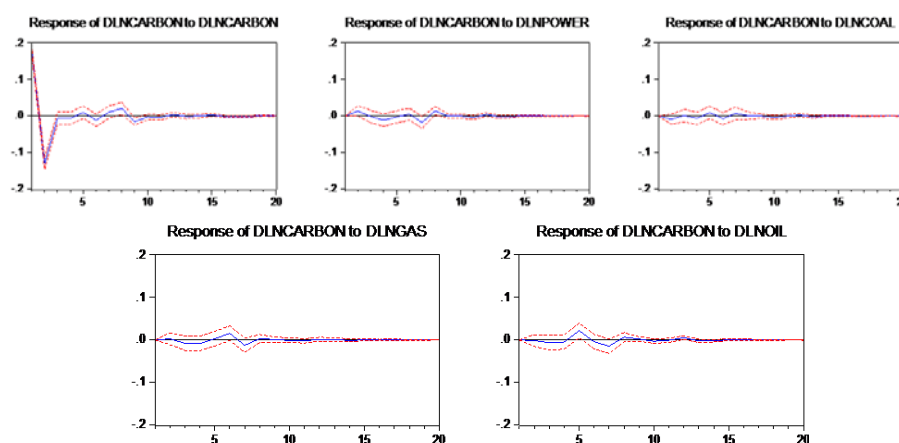 Response of DLNCARBON to DLNCARBON
.2
.1
.0
-.1
-.2
5 10 15 20
Response of DLNCARBON to DLNPOWER
.2
.1
.0
-.1
-.2
5 10 15 20
Response of DLNCARBON to DLNCOAL
.2
.1
.0
-.1
-.2
5 10 15 20
Response of DLNCARBON to DLNGAS
.2
.1
.0
-.1
-.2
5 10 15 20
Response of DLNCARBON to DLNOIL
.2
.1
.0
-.1
-.2
5 10 15 20